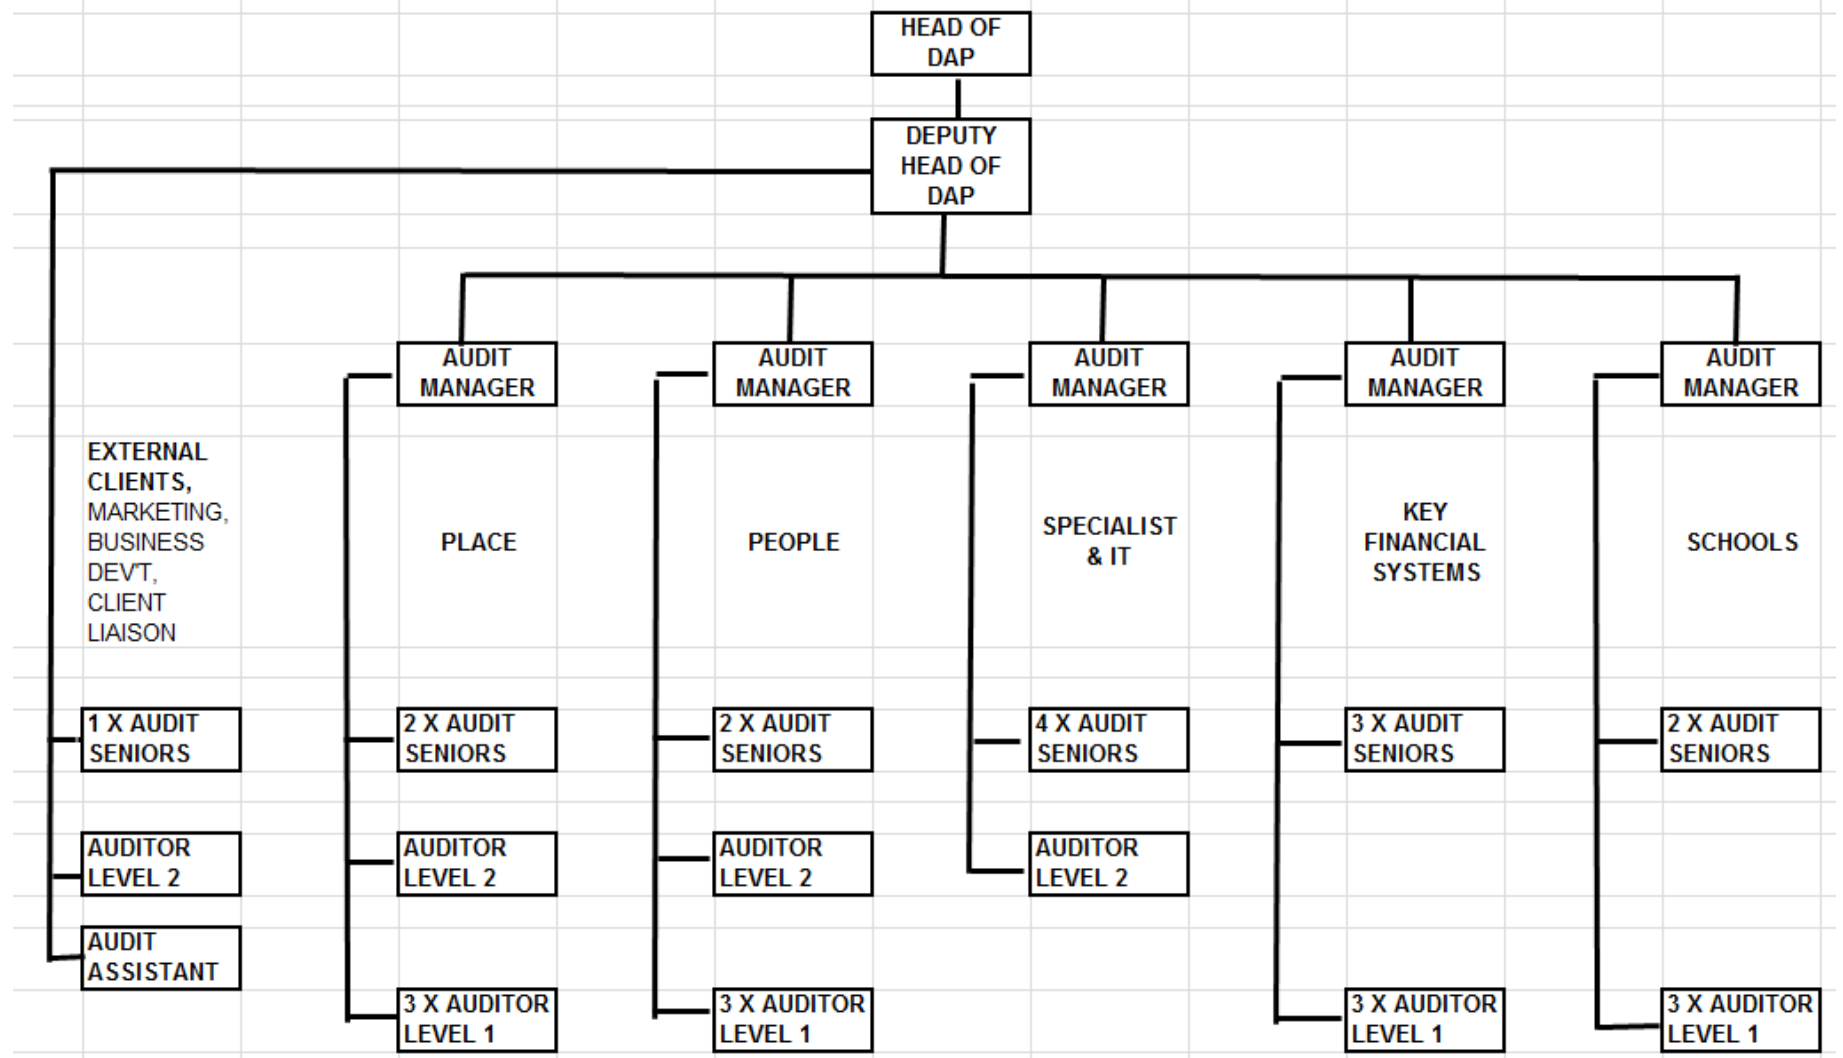 HEAD OF
DAP
DEPUTY
HEAD OF
DAP
AUDIT
MANAGER
AUDIT
MANAGER
AUDIT
MANAGER
AUDIT
MANAGER
AUDIT
MANAGER
EXTERNAL
CLIENTS,
MARKETING,
BUSINESS
DEV'T,
CLIENT
LIAISON
PLACE
PEOPLE
SPECIALIST
& IT
KEY
FINANCIAL
SYSTEMS
SCHOOLS
1 X AUDIT
SENIORS
2 X AUDIT
SENIORS
2 X AUDIT
SENIORS
4 X AUDIT
SENIORS
3 X AUDIT
SENIORS
2 X AUDIT
SENIORS
AUDITOR
LEVEL 2
AUDITOR
LEVEL 2
AUDITOR
LEVEL 2
AUDITOR
LEVEL 2
AUDIT
ASSISTANT
3 X AUDITOR
LEVEL 1
3 X AUDITOR
LEVEL 1
3 X AUDITOR
LEVEL 1
3 X AUDITOR
LEVEL 1